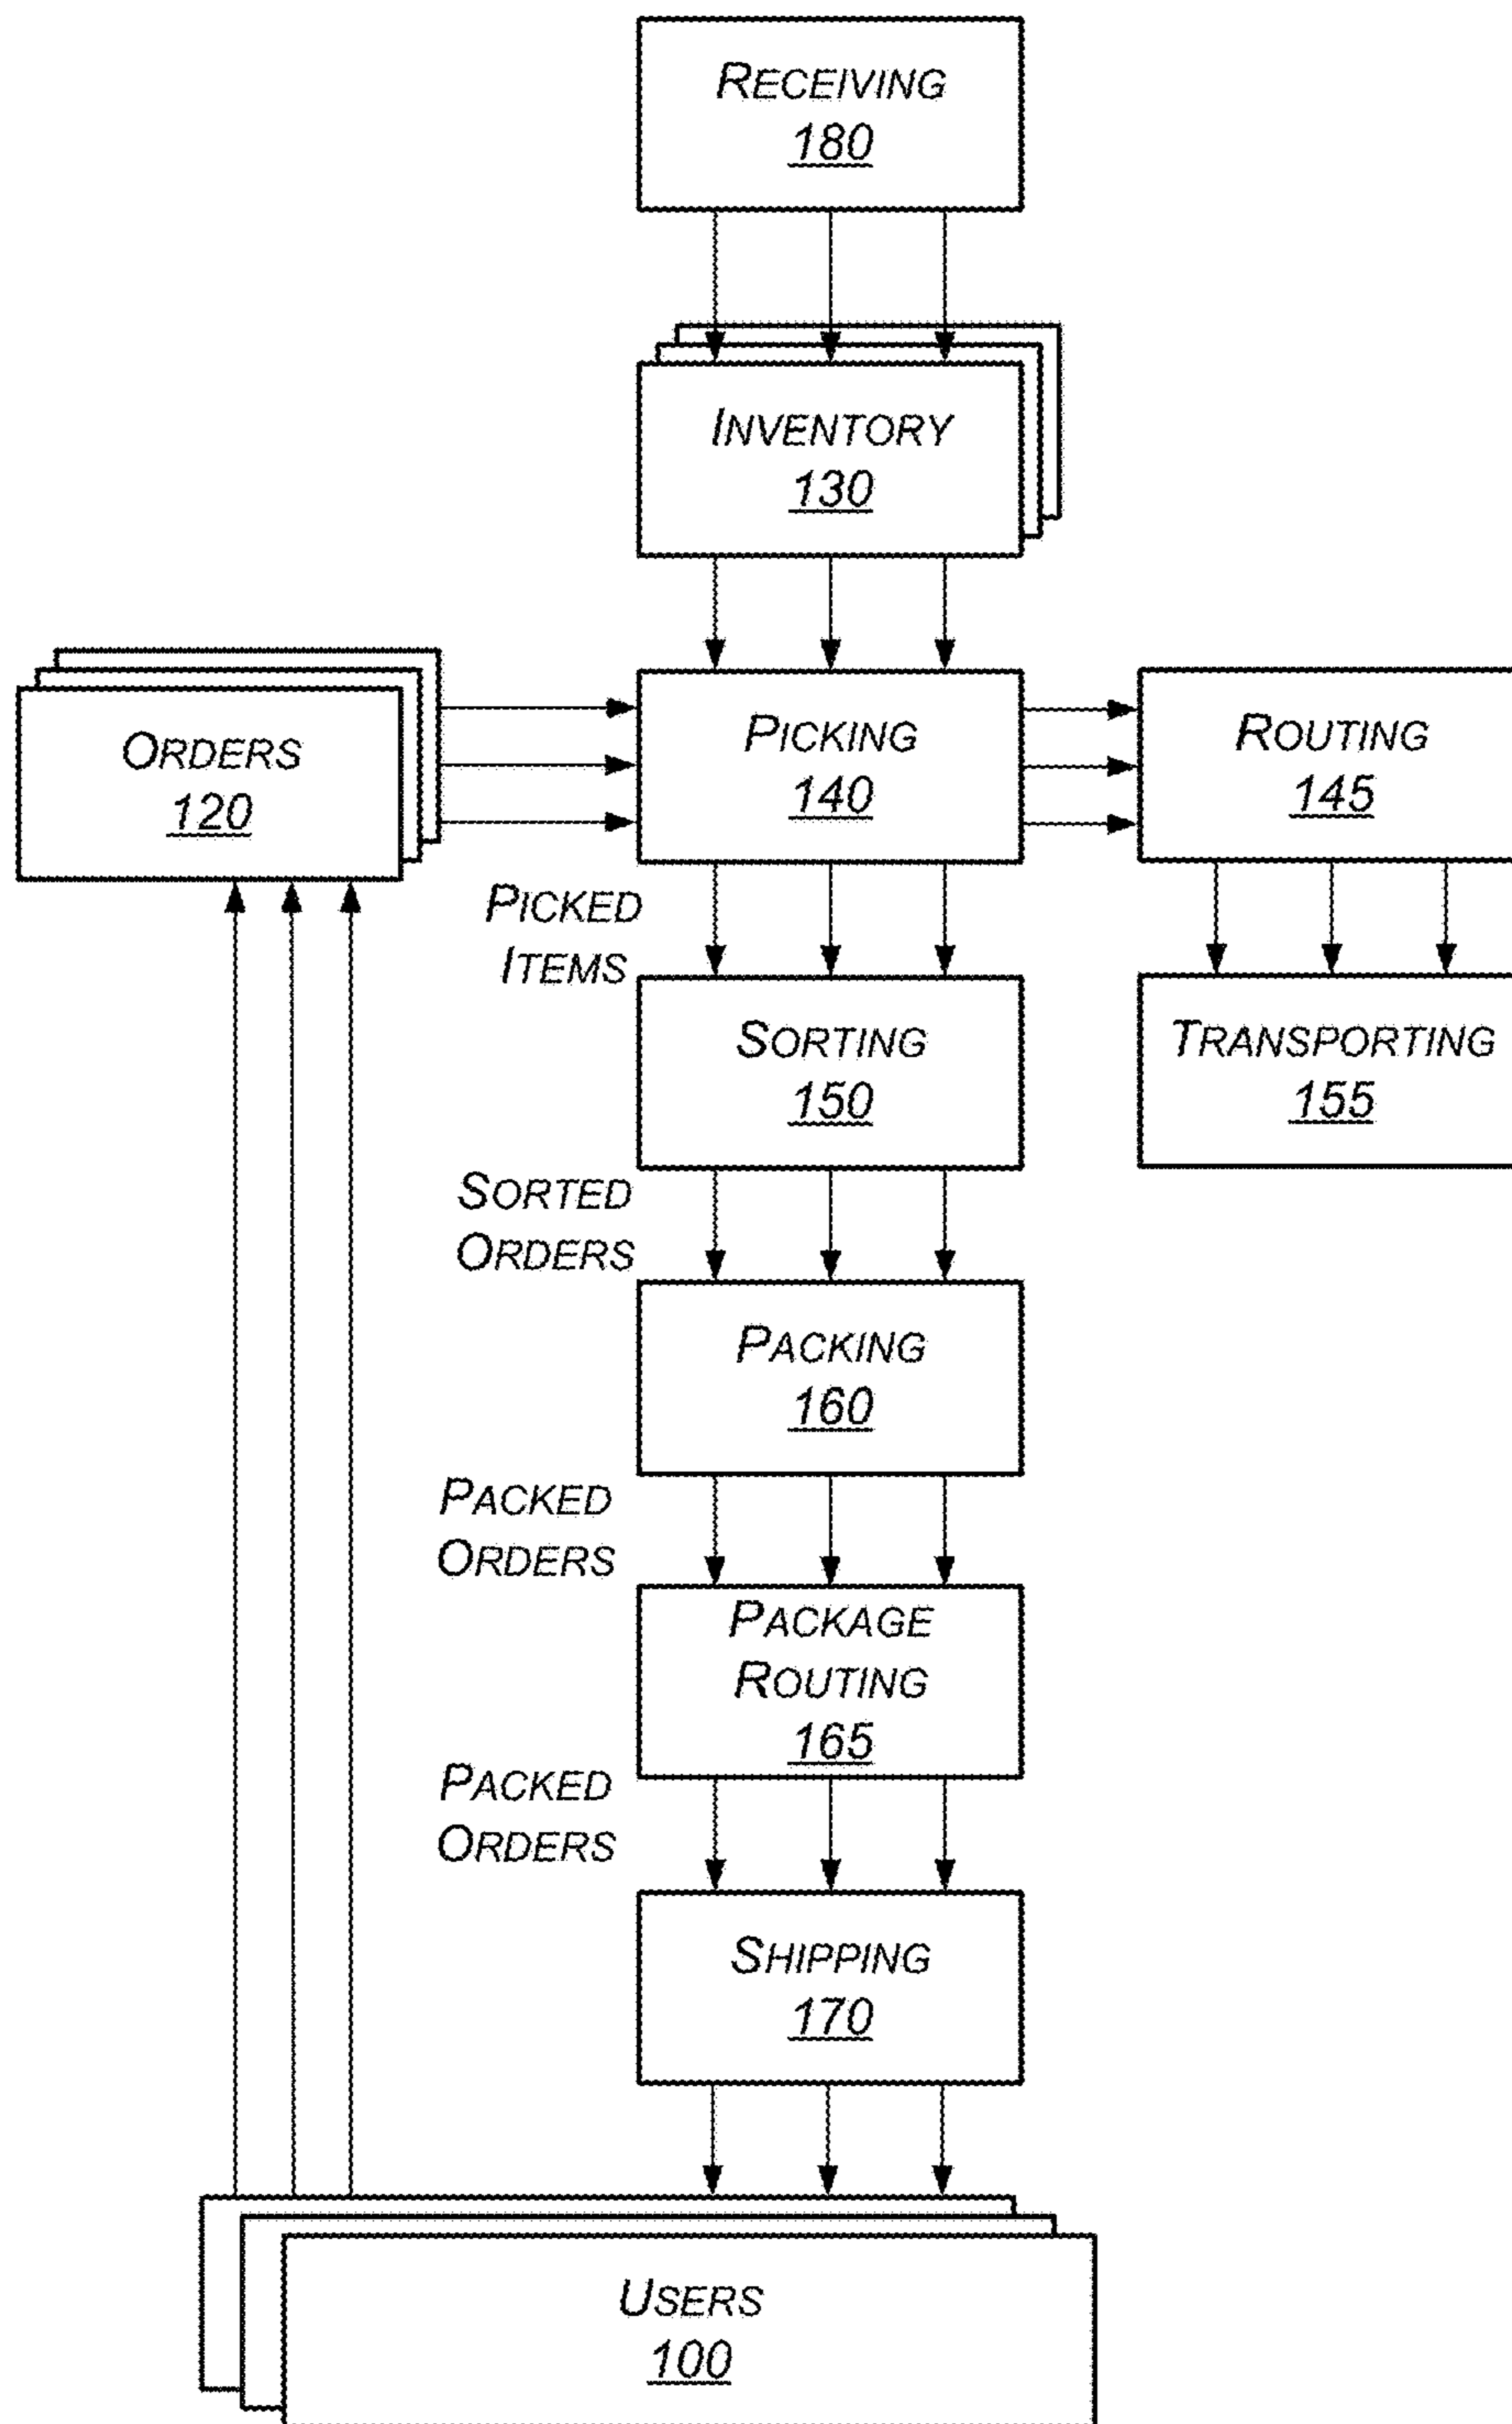 RECEIVING
180
INVENTORY
130
ORDERS
120
PICKING
140
ROUTING
145
PICKED
ITEMS
SORTING
150
TRANSPORTING
155
SORTED
ORDERS
PACKING
160
PACKED
ORDERS
PACKAGE
ROUTING
165
PACKED
ORDERS
SHIPPING
170
USERS
100